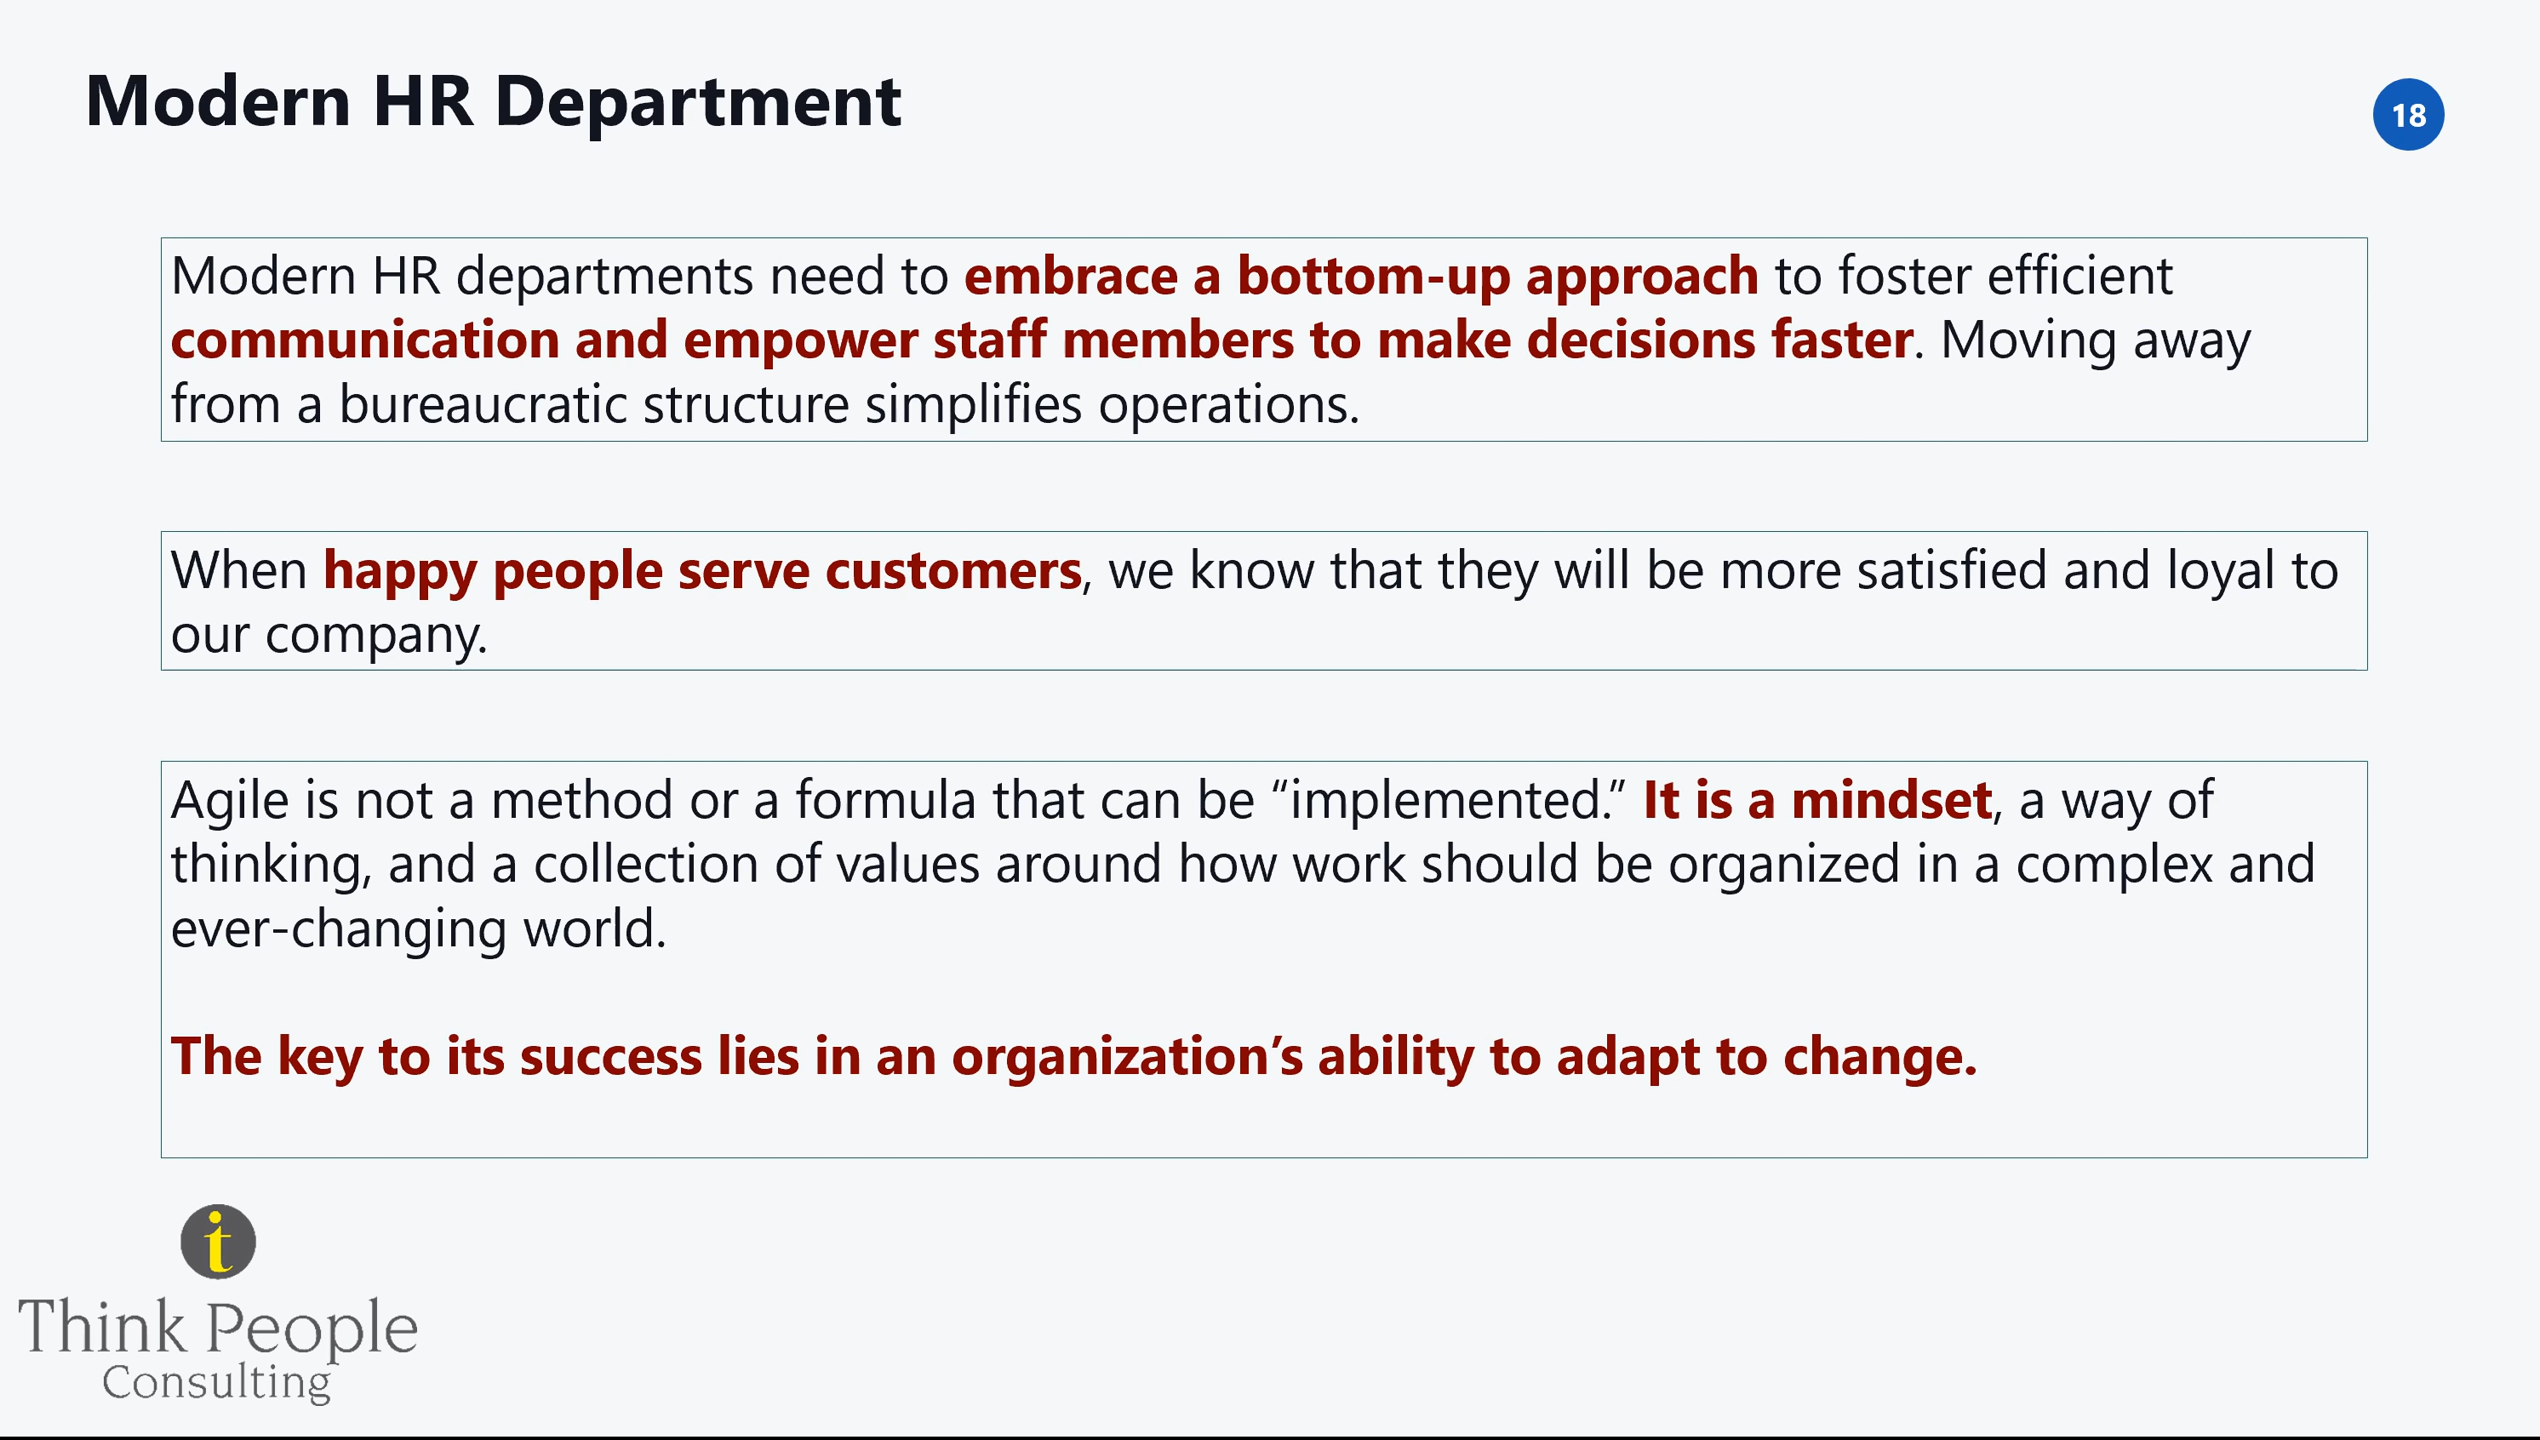 Modern HR Department
18
Modern HR departments need to embrace a bottom-up approach to foster efficient
communication and empower staff members to make decisions faster. Moving away
from a bureaucratic structure simplifies operations.
When happy people serve customers, we know that they will be more satisfied and loyal to
our company.
Agile is not a method or a formula that can be “implemented.” It is a mindset, a way of
thinking, and a collection of values around how work should be organized in a complex and
ever-changing world.
The key to its success lies in an organization’s ability to adapt to change.
t
Think People
Consulting